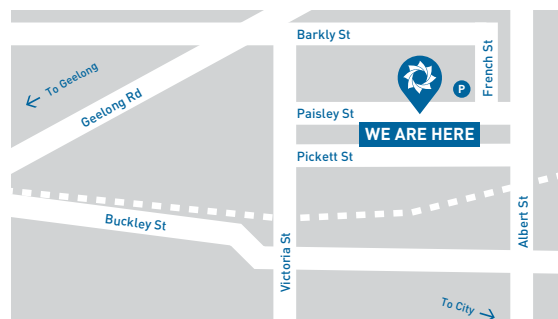 Barkly St
French St
To Geelong
Geelong Rd
P
Paisley St
WE ARE HERE
Pickett St
Buckley St
Victoria St
Albert St
To City